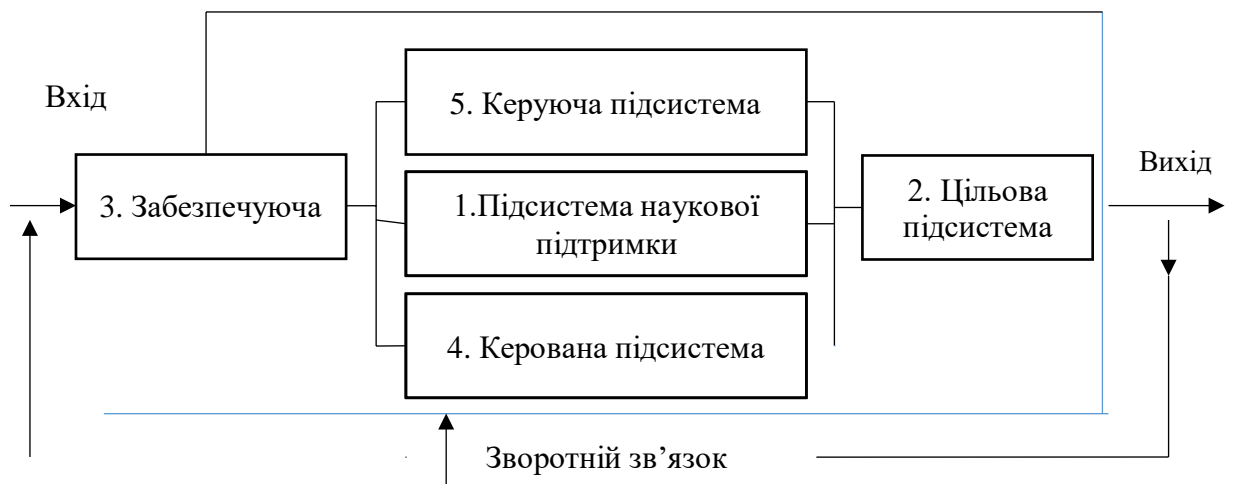 Вхід
5. Керуюча підсистема
3. Забезпечуюча
1.Підсистема наукової
підтримки
2. Цільова
підсистема
Вихід
4. Керована підсистема
Зворотній зв’язок